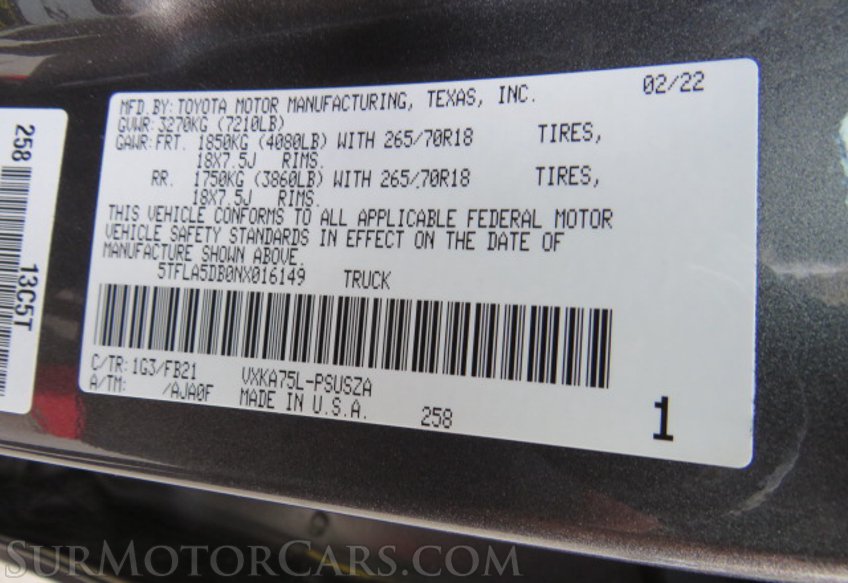 MFD.BY: TOYOTA MOTOR MANUFACTURING, TEXAS, INC. 02/22
GVWR: 3270KG (7210LB)
GAWR: FRT. 1850KG (4080LB) WITH 265/70R18 TIRES,
18X7.5J RIMS.
RR. 1750KG (3860LB) WITH 265/70R18 TIRES,
18X7.5J RIMS.
THIS VEHICLE CONFORMS TO ALL APPLICABLE FEDERAL MOTOR
VEHICLE SAFETY STANDARDS IN EFFECT ON THE DATE OF
MANUFACTURE SHOWN ABOVE.
5TFLA5DB0NX016149 TRUCK
C/TR: 1G3/FB21 VXKA75L-PSUSZA
A/TM: /AJA0F MADE IN U.S.A. 258 1
258
13C5T
SurMotorCars.com